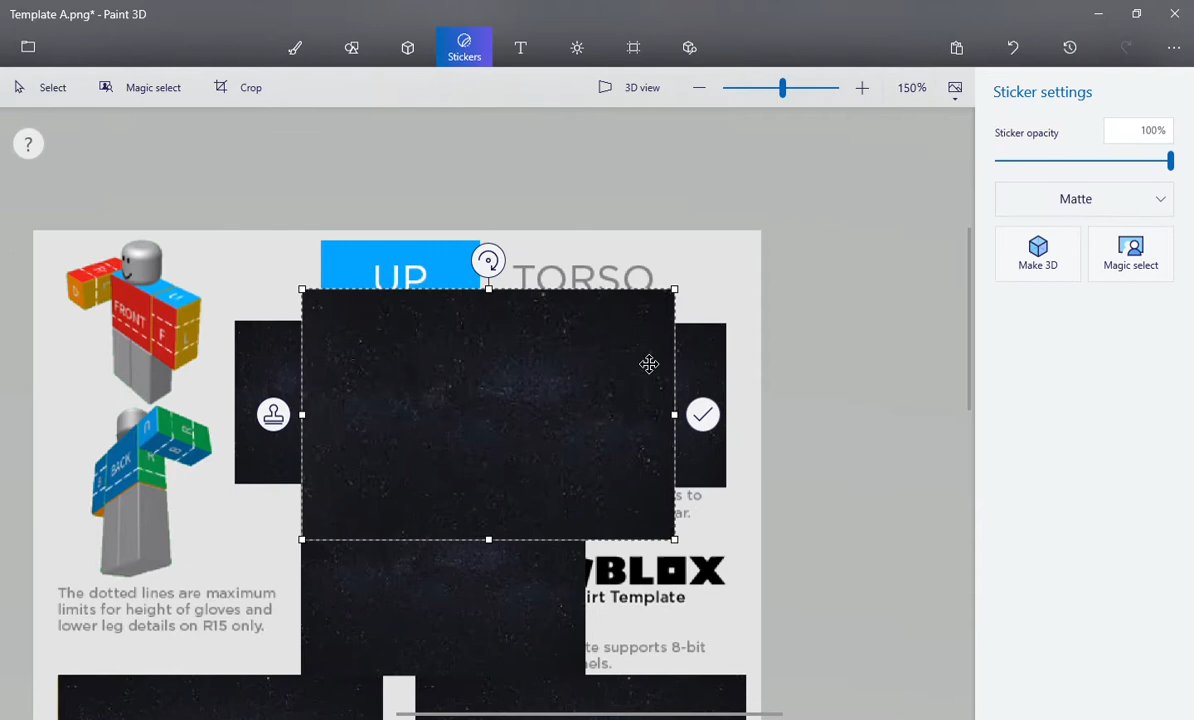 Template A.png* - Paint 3D
Stickers
Select
Magic select
Crop
3D view
150%
Sticker settings
Sticker opacity
100%
Matte
Make 3D
Magic select
?
UP
TORSO
FRONT
U
F
L
BACK
R
s to
ar.
BLOX
irt Template
The dotted lines are maximum
limits for height of gloves and
lower leg details on R15 only.
te supports 8-bit
nels.